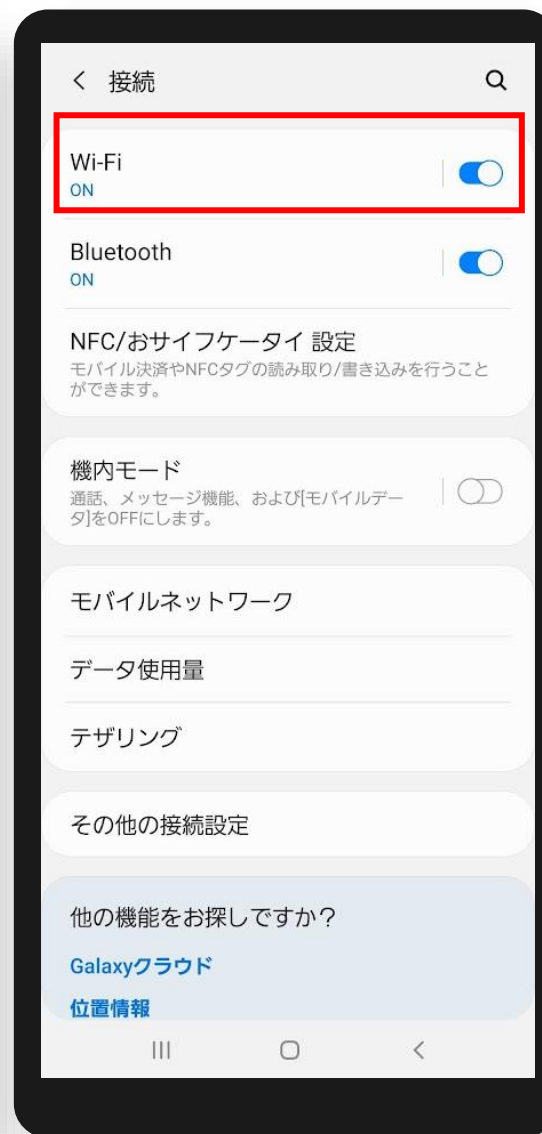 接続
Wi-Fi
ON
Bluetooth
ON
NFC/おサイフケータイ 設定
モバイル決済やNFCタグの読み取り/書き込みを行うこと
ができます。
機内モード
通話、メッセージ機能、および[モバイルデー
タ]をOFFにします。
モバイルネットワーク
データ使用量
テザリング
その他の接続設定
他の機能をお探しですか？
Galaxyクラウド
位置情報